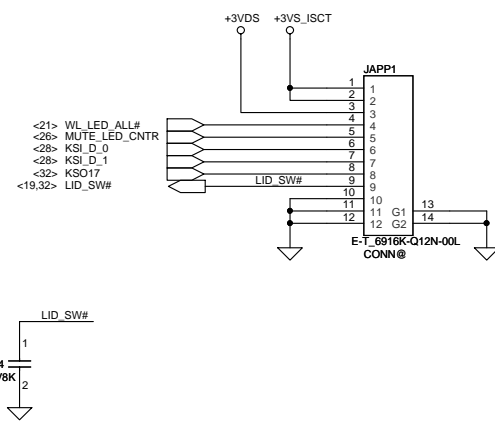 +3VDS
+3VS_ISCT
JAPP1
1 1
2 2
3 3
<21> WL_LED_ALL# 4 4
<26> MUTE_LED_CNTR 5 5
<28> KSI_D_0 6 6
<28> KSI_D_1 7 7
<32> KSO17 8 8
<19,32> LID_SW# LID_SW# 9 9
10 10
11 11 G1 13
12 12 G2 14
E-T_6916K-Q12N-00L
CONN@
LID_SW#
1
4
V8K
2